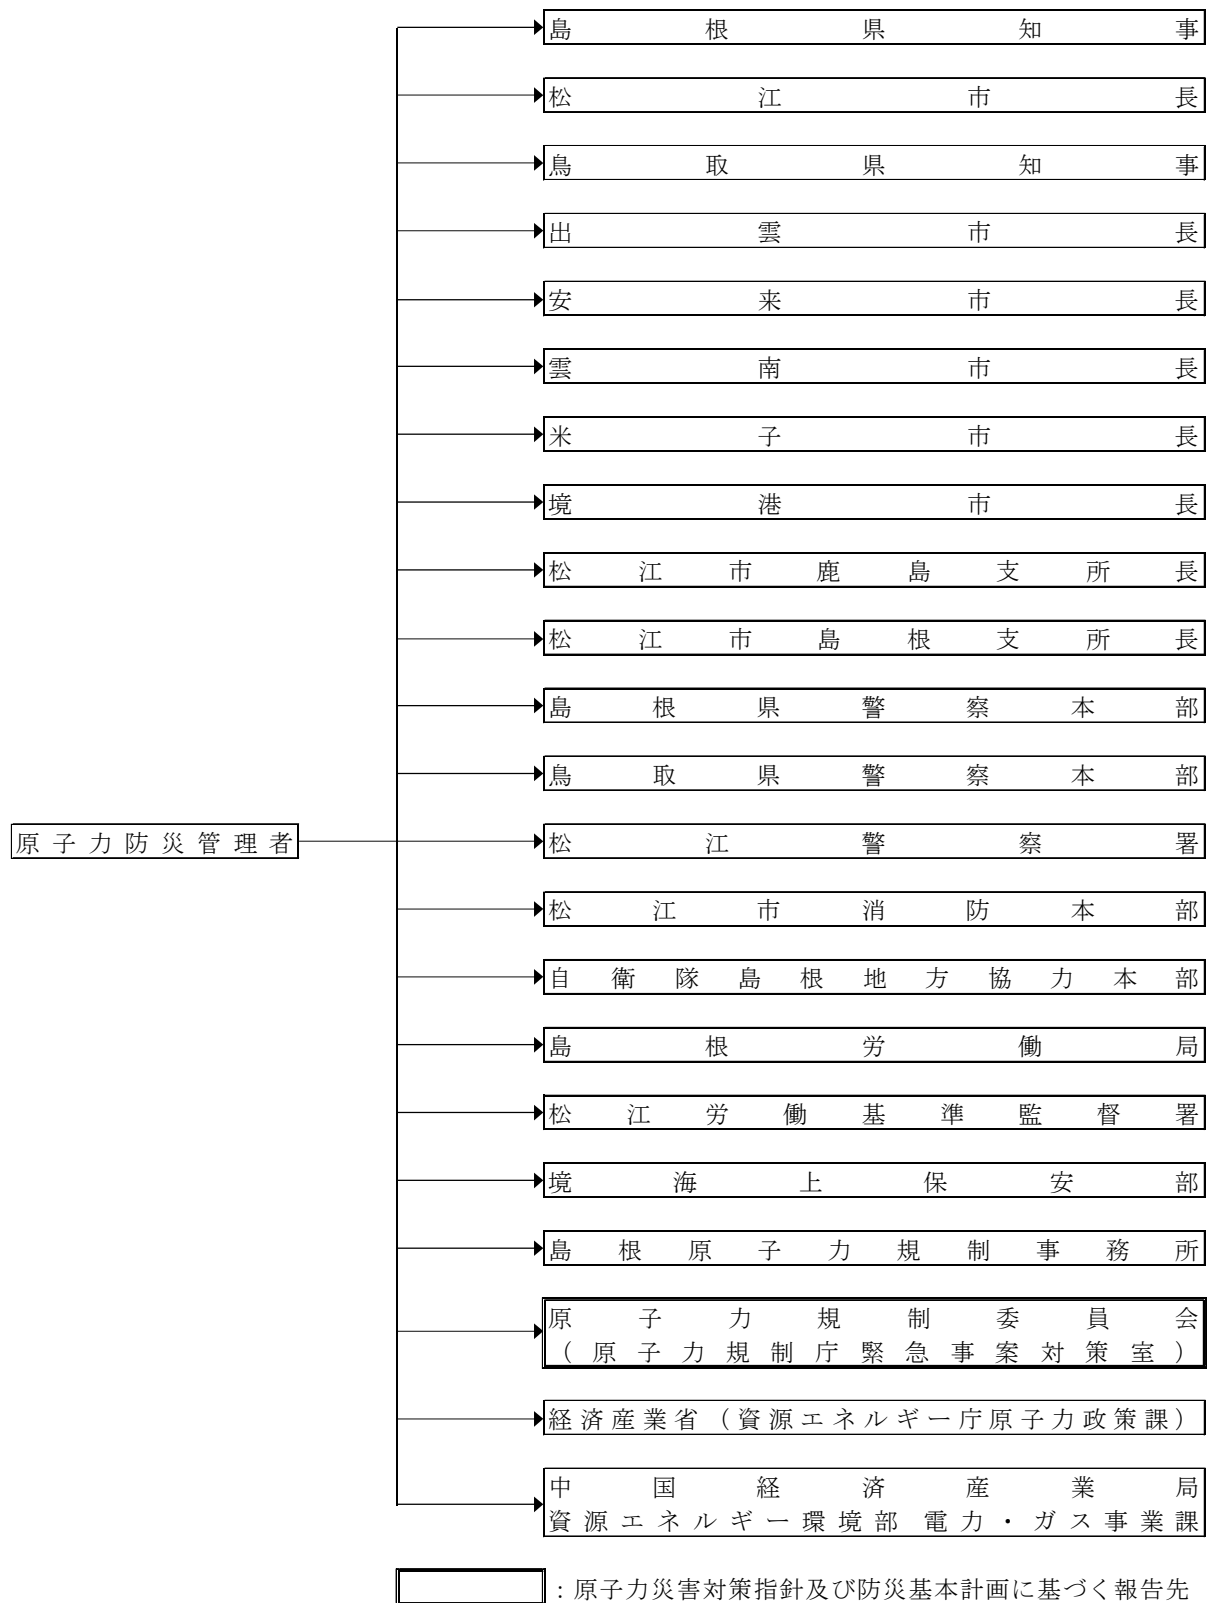 島根県知事
松江市長
鳥取県知事
出雲市長
安来市長
雲南市長
米子市長
境港市長
松江市鹿島支所長
松江市島根支所長
島根県警察本部
鳥取県警察本部
原子力防災管理者
松江警察署
松江市消防本部
自衛隊島根地方協力本部
島根労働局
松江労働基準監督署
境海上保安部
島根原子力規制事務所
原子力規制委員会
（原子力規制庁緊急事案対策室）
経済産業省（資源エネルギー庁原子力政策課）
中国経済産業局
資源エネルギー環境部 電力・ガス事業課
：原子力災害対策指針及び防災基本計画に基づく報告先